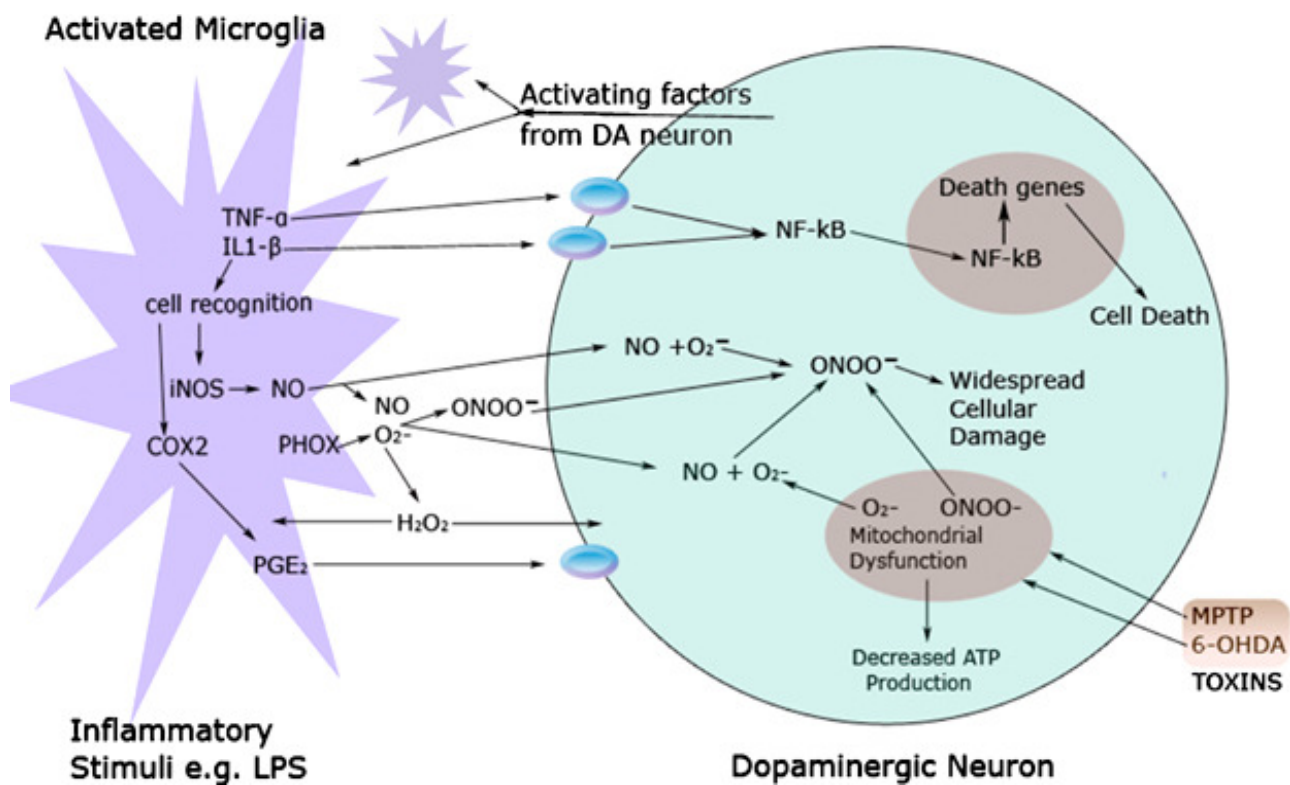 Activated Microglia
Activating factors
from DA neuron
TNF-α
IL1-β
cell recognition
iNOS
NO
NO
COX2
PHOX
O₂-
ONOO⁻
H₂O₂
PGE₂
NF-kB
Death genes
NF-kB
Cell Death
NO +O₂⁻
ONOO⁻
Widespread
Cellular
Damage
NO + O₂-
O₂-
ONOO-
Mitochondrial
Dysfunction
Decreased ATP
Production
MPTP
6-OHDA
TOXINS
Inflammatory
Stimuli e.g. LPS
Dopaminergic Neuron